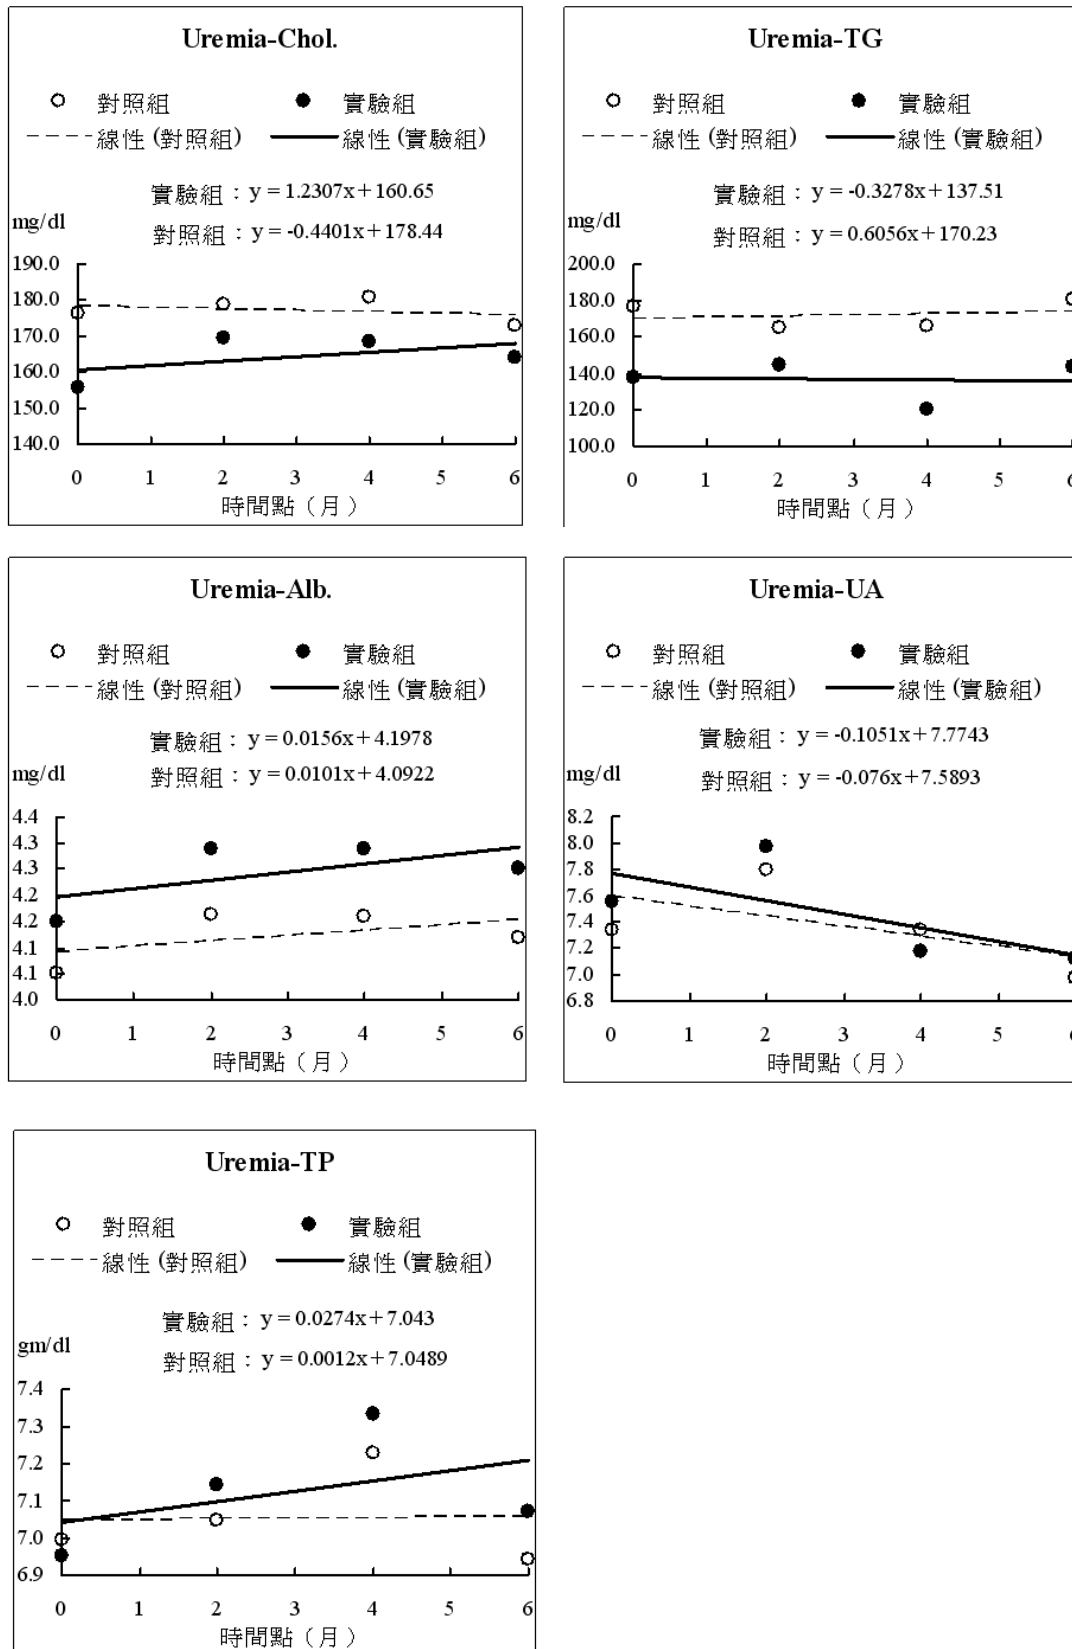 Uremia-Chol.
對照組 實驗組
線性 (對照組) 線性 (實驗組)
實驗組：y = 1.2307x + 160.65
mg/dl
對照組：y = -0.4401x + 178.44
190.0
180.0
170.0
160.0
150.0
140.0
0 1 2 3 4 5 6
時間點（月）
Uremia-TG
對照組 實驗組
線性 (對照組) 線性 (實驗組)
實驗組：y = -0.3278x + 137.51
mg/dl
對照組：y = 0.6056x + 170.23
200.0
180.0
160.0
140.0
120.0
100.0
0 1 2 3 4 5 6
時間點（月）
Uremia-Alb.
對照組 實驗組
線性 (對照組) 線性 (實驗組)
實驗組：y = 0.0156x + 4.1978
mg/dl
對照組：y = 0.0101x + 4.0922
4.4
4.3
4.3
4.2
4.2
4.1
4.1
4.0
0 1 2 3 4 5 6
時間點（月）
Uremia-UA
對照組 實驗組
線性 (對照組) 線性 (實驗組)
實驗組：y = -0.1051x + 7.7743
mg/dl
對照組：y = -0.076x + 7.5893
8.2
8.0
7.8
7.6
7.4
7.2
7.0
6.8
0 1 2 3 4 5 6
時間點（月）
Uremia-TP
對照組 實驗組
線性 (對照組) 線性 (實驗組)
實驗組：y = 0.0274x + 7.043
gm/dl
對照組：y = 0.0012x + 7.0489
7.4
7.3
7.2
7.1
7.0
6.9
0 1 2 3 4 5 6
時間點（月）